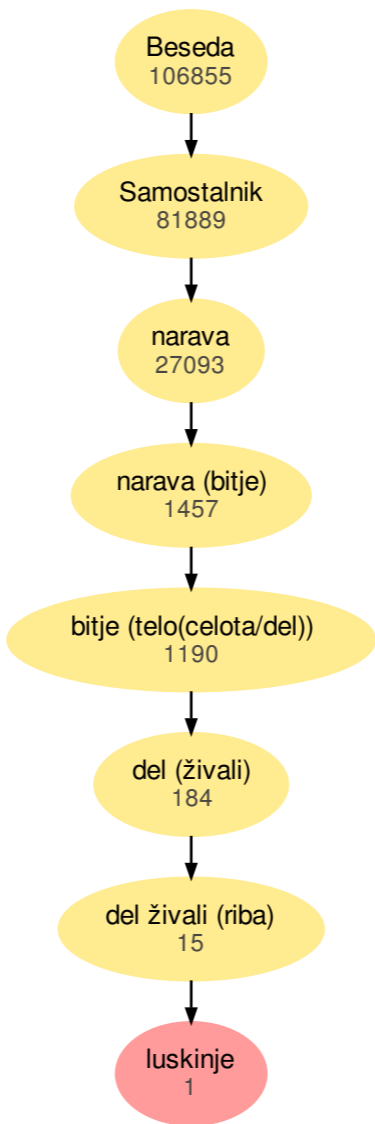 Beseda
106855
Samostalnik
81889
narava
27093
narava (bitje)
1457
bitje (telo(celota/del))
1190
del (živali)
184
del živali (riba)
15
luskinje
1